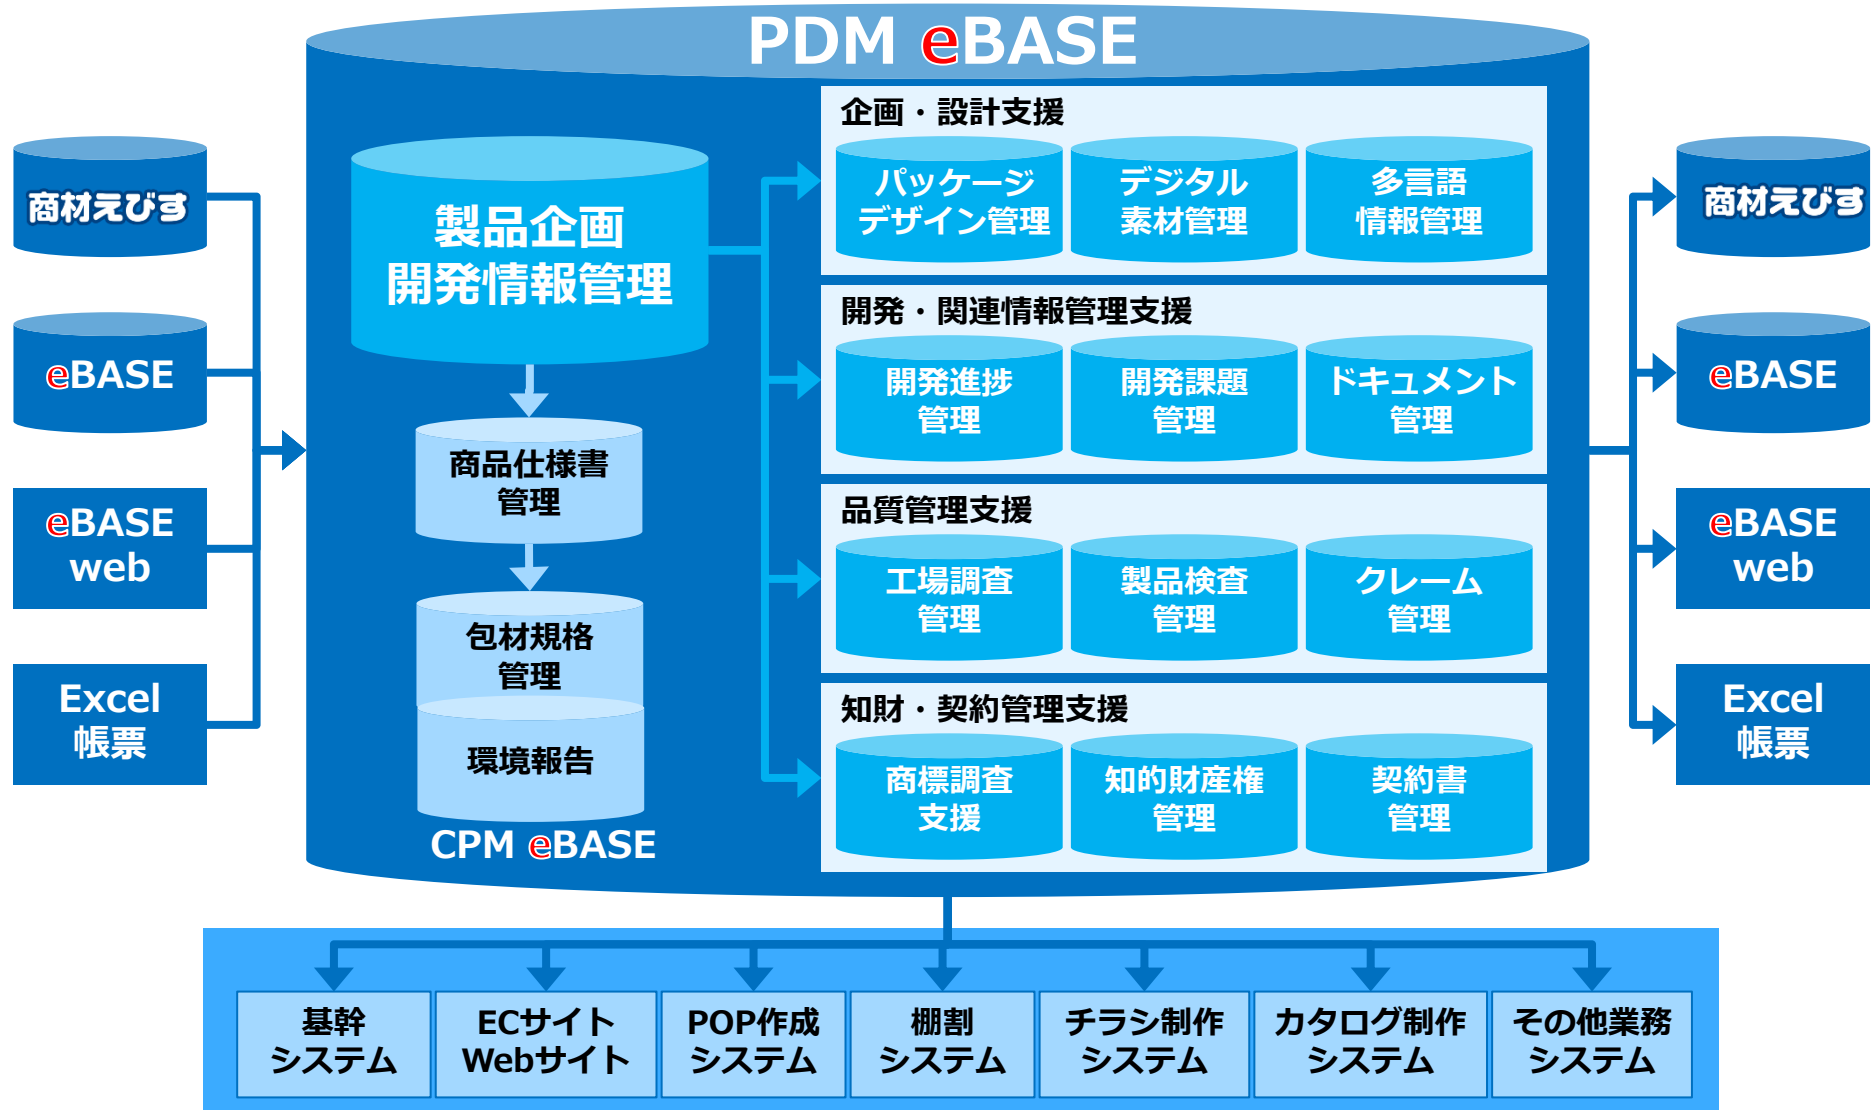 PDM eBASE
商材えびす
eBASE
eBASE
web
Excel
帳票
製品企画
開発情報管理
商品仕様書
管理
包材規格
管理
環境報告
CPM eBASE
企画・設計支援
パッケージ
デザイン管理
デジタル
素材管理
多言語
情報管理
開発・関連情報管理支援
開発進捗
管理
開発課題
管理
ドキュメント
管理
品質管理支援
工場調査
管理
製品検査
管理
クレーム
管理
知財・契約管理支援
商標調査
支援
知的財産権
管理
契約書
管理
商材えびす
eBASE
eBASE
web
Excel
帳票
基幹
システム
ECサイト
Webサイト
POP作成
システム
棚割
システム
チラシ制作
システム
カタログ制作
システム
その他業務
システム